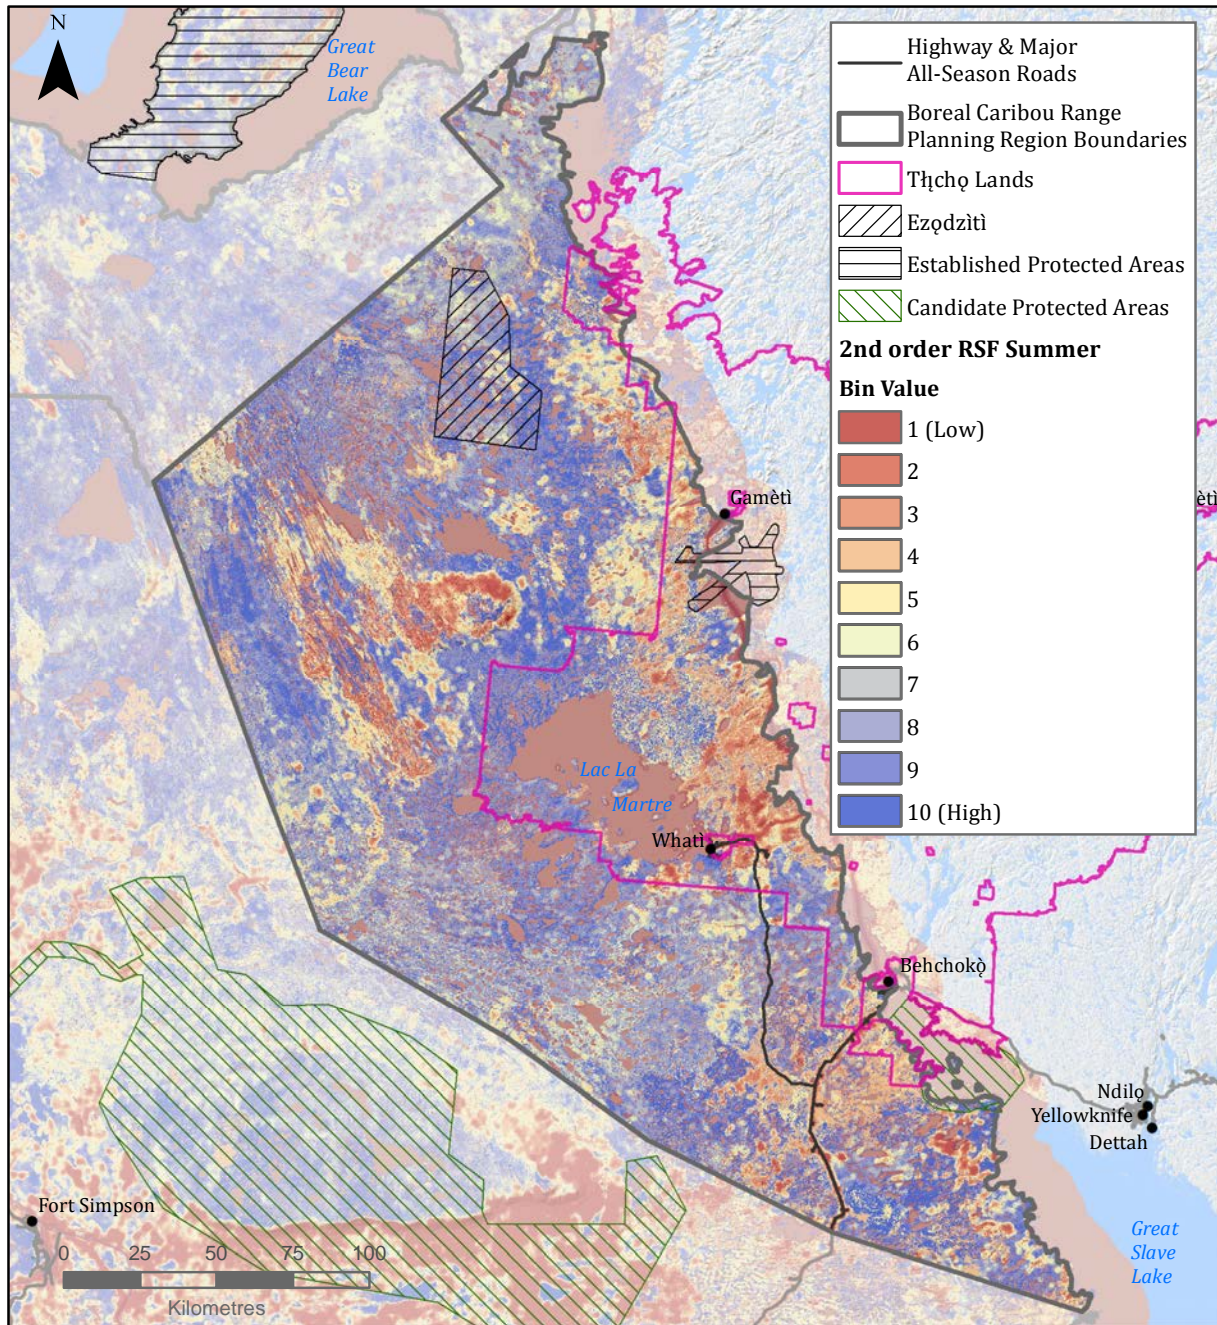 N
Great
Bear
Lake
Highway & Major
All-Season Roads
Boreal Caribou Range
Planning Region Boundaries
Tłı̨chǫ Lands
Ezǫdzìtì
Established Protected Areas
Candidate Protected Areas
2nd order RSF Summer
Bin Value
1 (Low)
2
3
4
5
6
7
8
9
10 (High)
Gamètì
ètì
Lac La
Martre
Whatì
Behchokǫ̀
Ndilǫ
Yellowknife
Dettah
Fort Simpson
Great
Slave
Lake
0 25 50 75 100
Kilometres